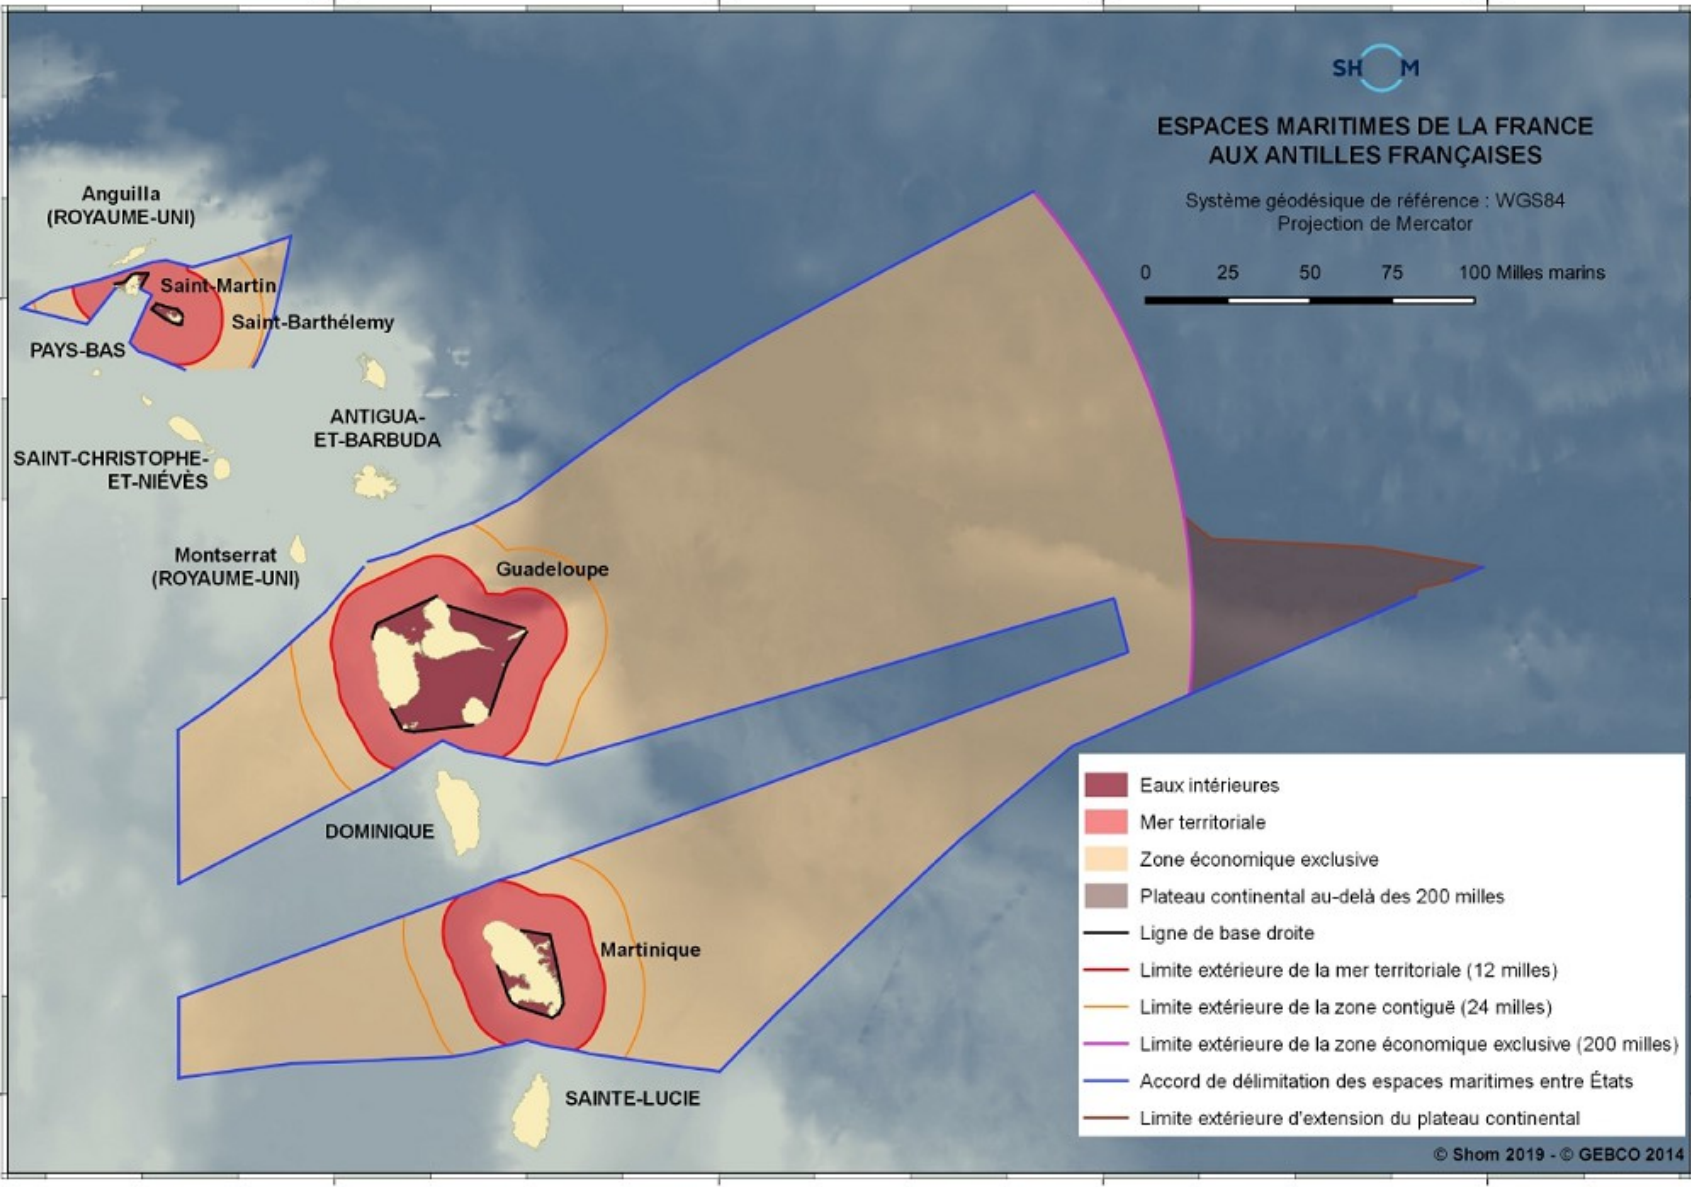 SHOM
ESPACES MARITIMES DE LA FRANCE
AUX ANTILLES FRANÇAISES
Système géodésique de référence : WGS84
Projection de Mercator
0 25 50 75 100 Milles marins
Anguilla
(ROYAUME-UNI)
Saint-Martin
Saint-Barthélemy
PAYS-BAS
ANTIGUA-
ET-BARBUDA
SAINT-CHRISTOPHE-
ET-NIÉVÈS
Montserrat
(ROYAUME-UNI)
Guadeloupe
DOMINIQUE
Martinique
SAINTE-LUCIE
Eaux intérieures
Mer territoriale
Zone économique exclusive
Plateau continental au-delà des 200 milles
Ligne de base droite
Limite extérieure de la mer territoriale (12 milles)
Limite extérieure de la zone contiguë (24 milles)
Limite extérieure de la zone économique exclusive (200 milles)
Accord de délimitation des espaces maritimes entre États
Limite extérieure d'extension du plateau continental
© Shom 2019 - © GEBCO 2014